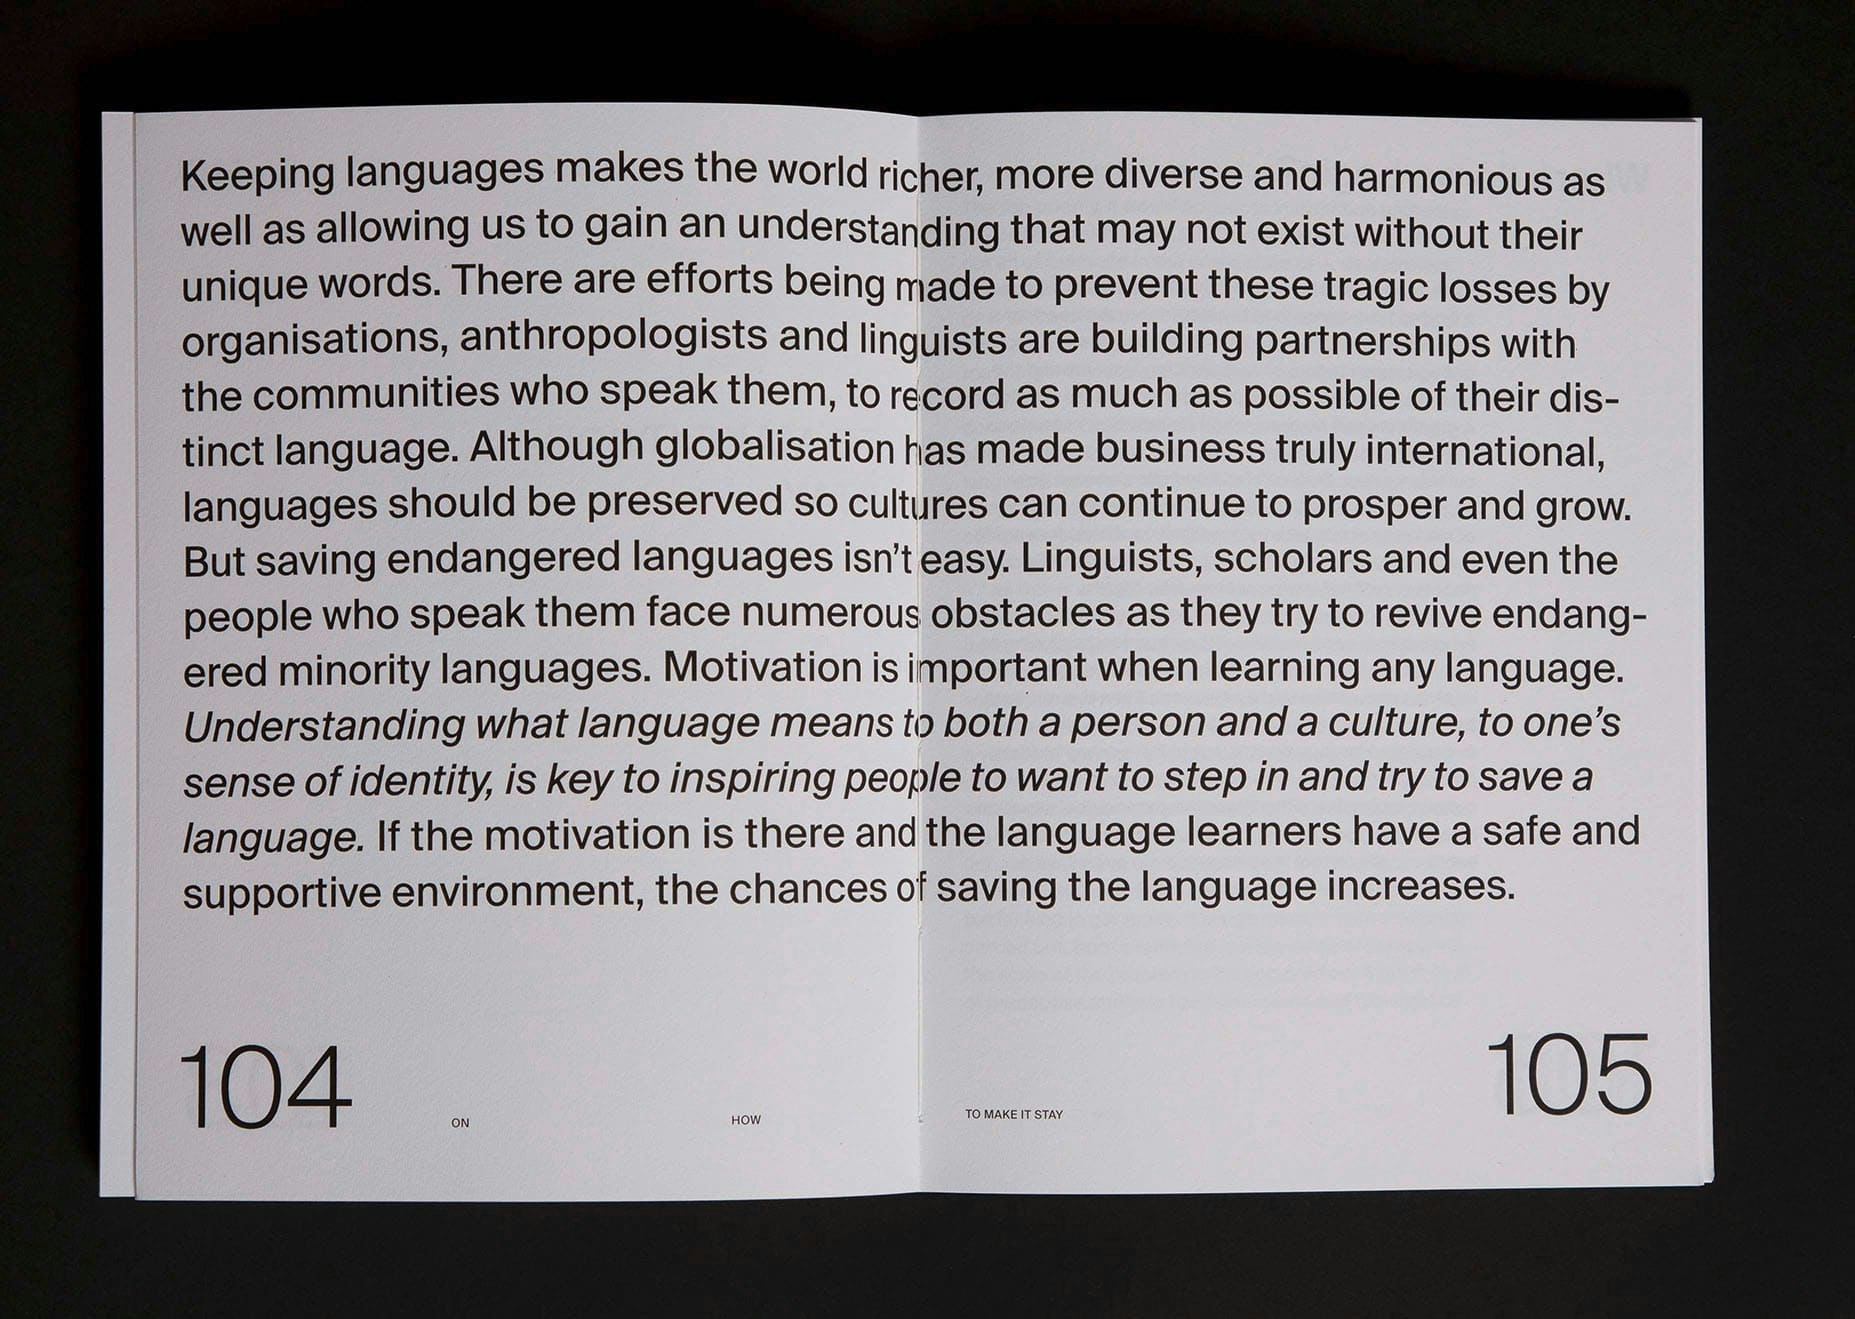 Keeping languages makes the world richer, more diverse and harmonious as
well as allowing us to gain an understanding that may not exist without their
unique words. There are efforts being made to prevent these tragic losses by
organisations, anthropologists and linguists are building partnerships with
the communities who speak them, to record as much as possible of their dis-
tinct language. Although globalisation has made business truly international,
languages should be preserved so cultures can continue to prosper and grow.
But saving endangered languages isn’t easy. Linguists, scholars and even the
people who speak them face numerous obstacles as they try to revive endang-
ered minority languages. Motivation is important when learning any language.
Understanding what language means to both a person and a culture, to one’s
sense of identity, is key to inspiring people to want to step in and try to save a
language. If the motivation is there and the language learners have a safe and
supportive environment, the chances of saving the language increases.
104 ON HOW TO MAKE IT STAY 105